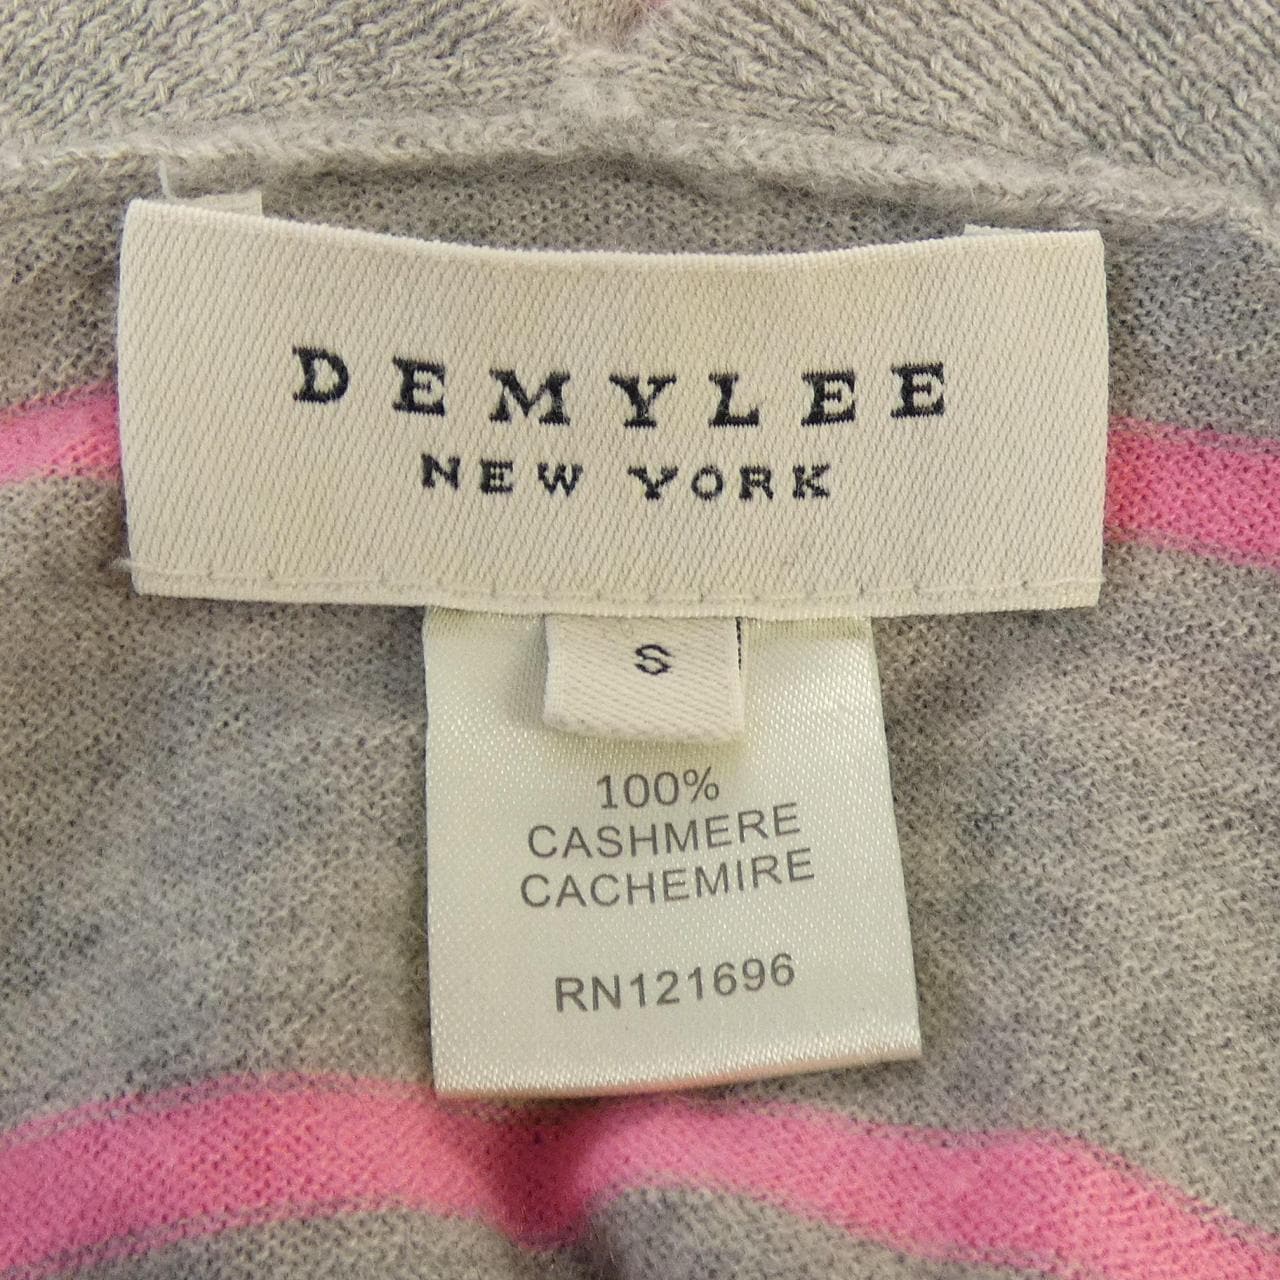 DEMYLEE
NEW YORK
S
100%
CASHMERE
CACHEMIRE
RN121696